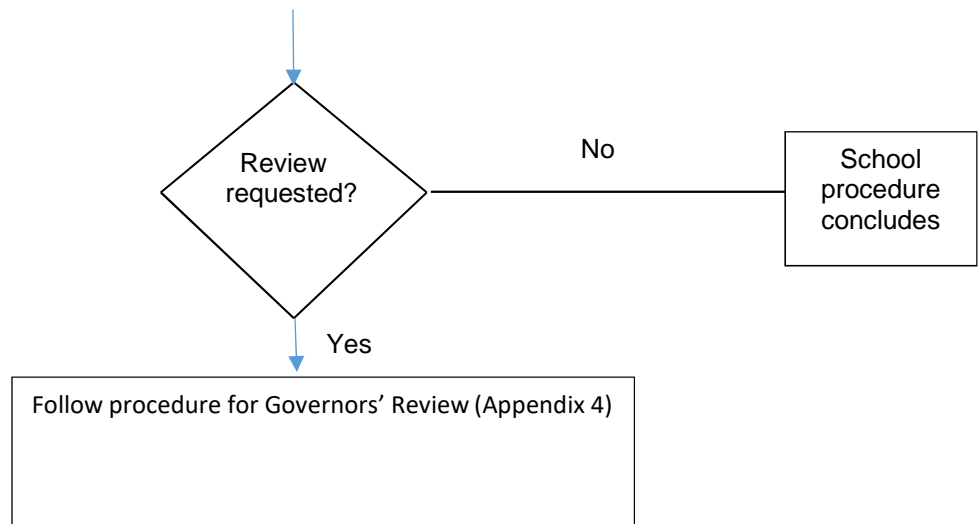 Review
requested?
No
School
procedure
concludes
Yes
Follow procedure for Governors’ Review (Appendix 4)